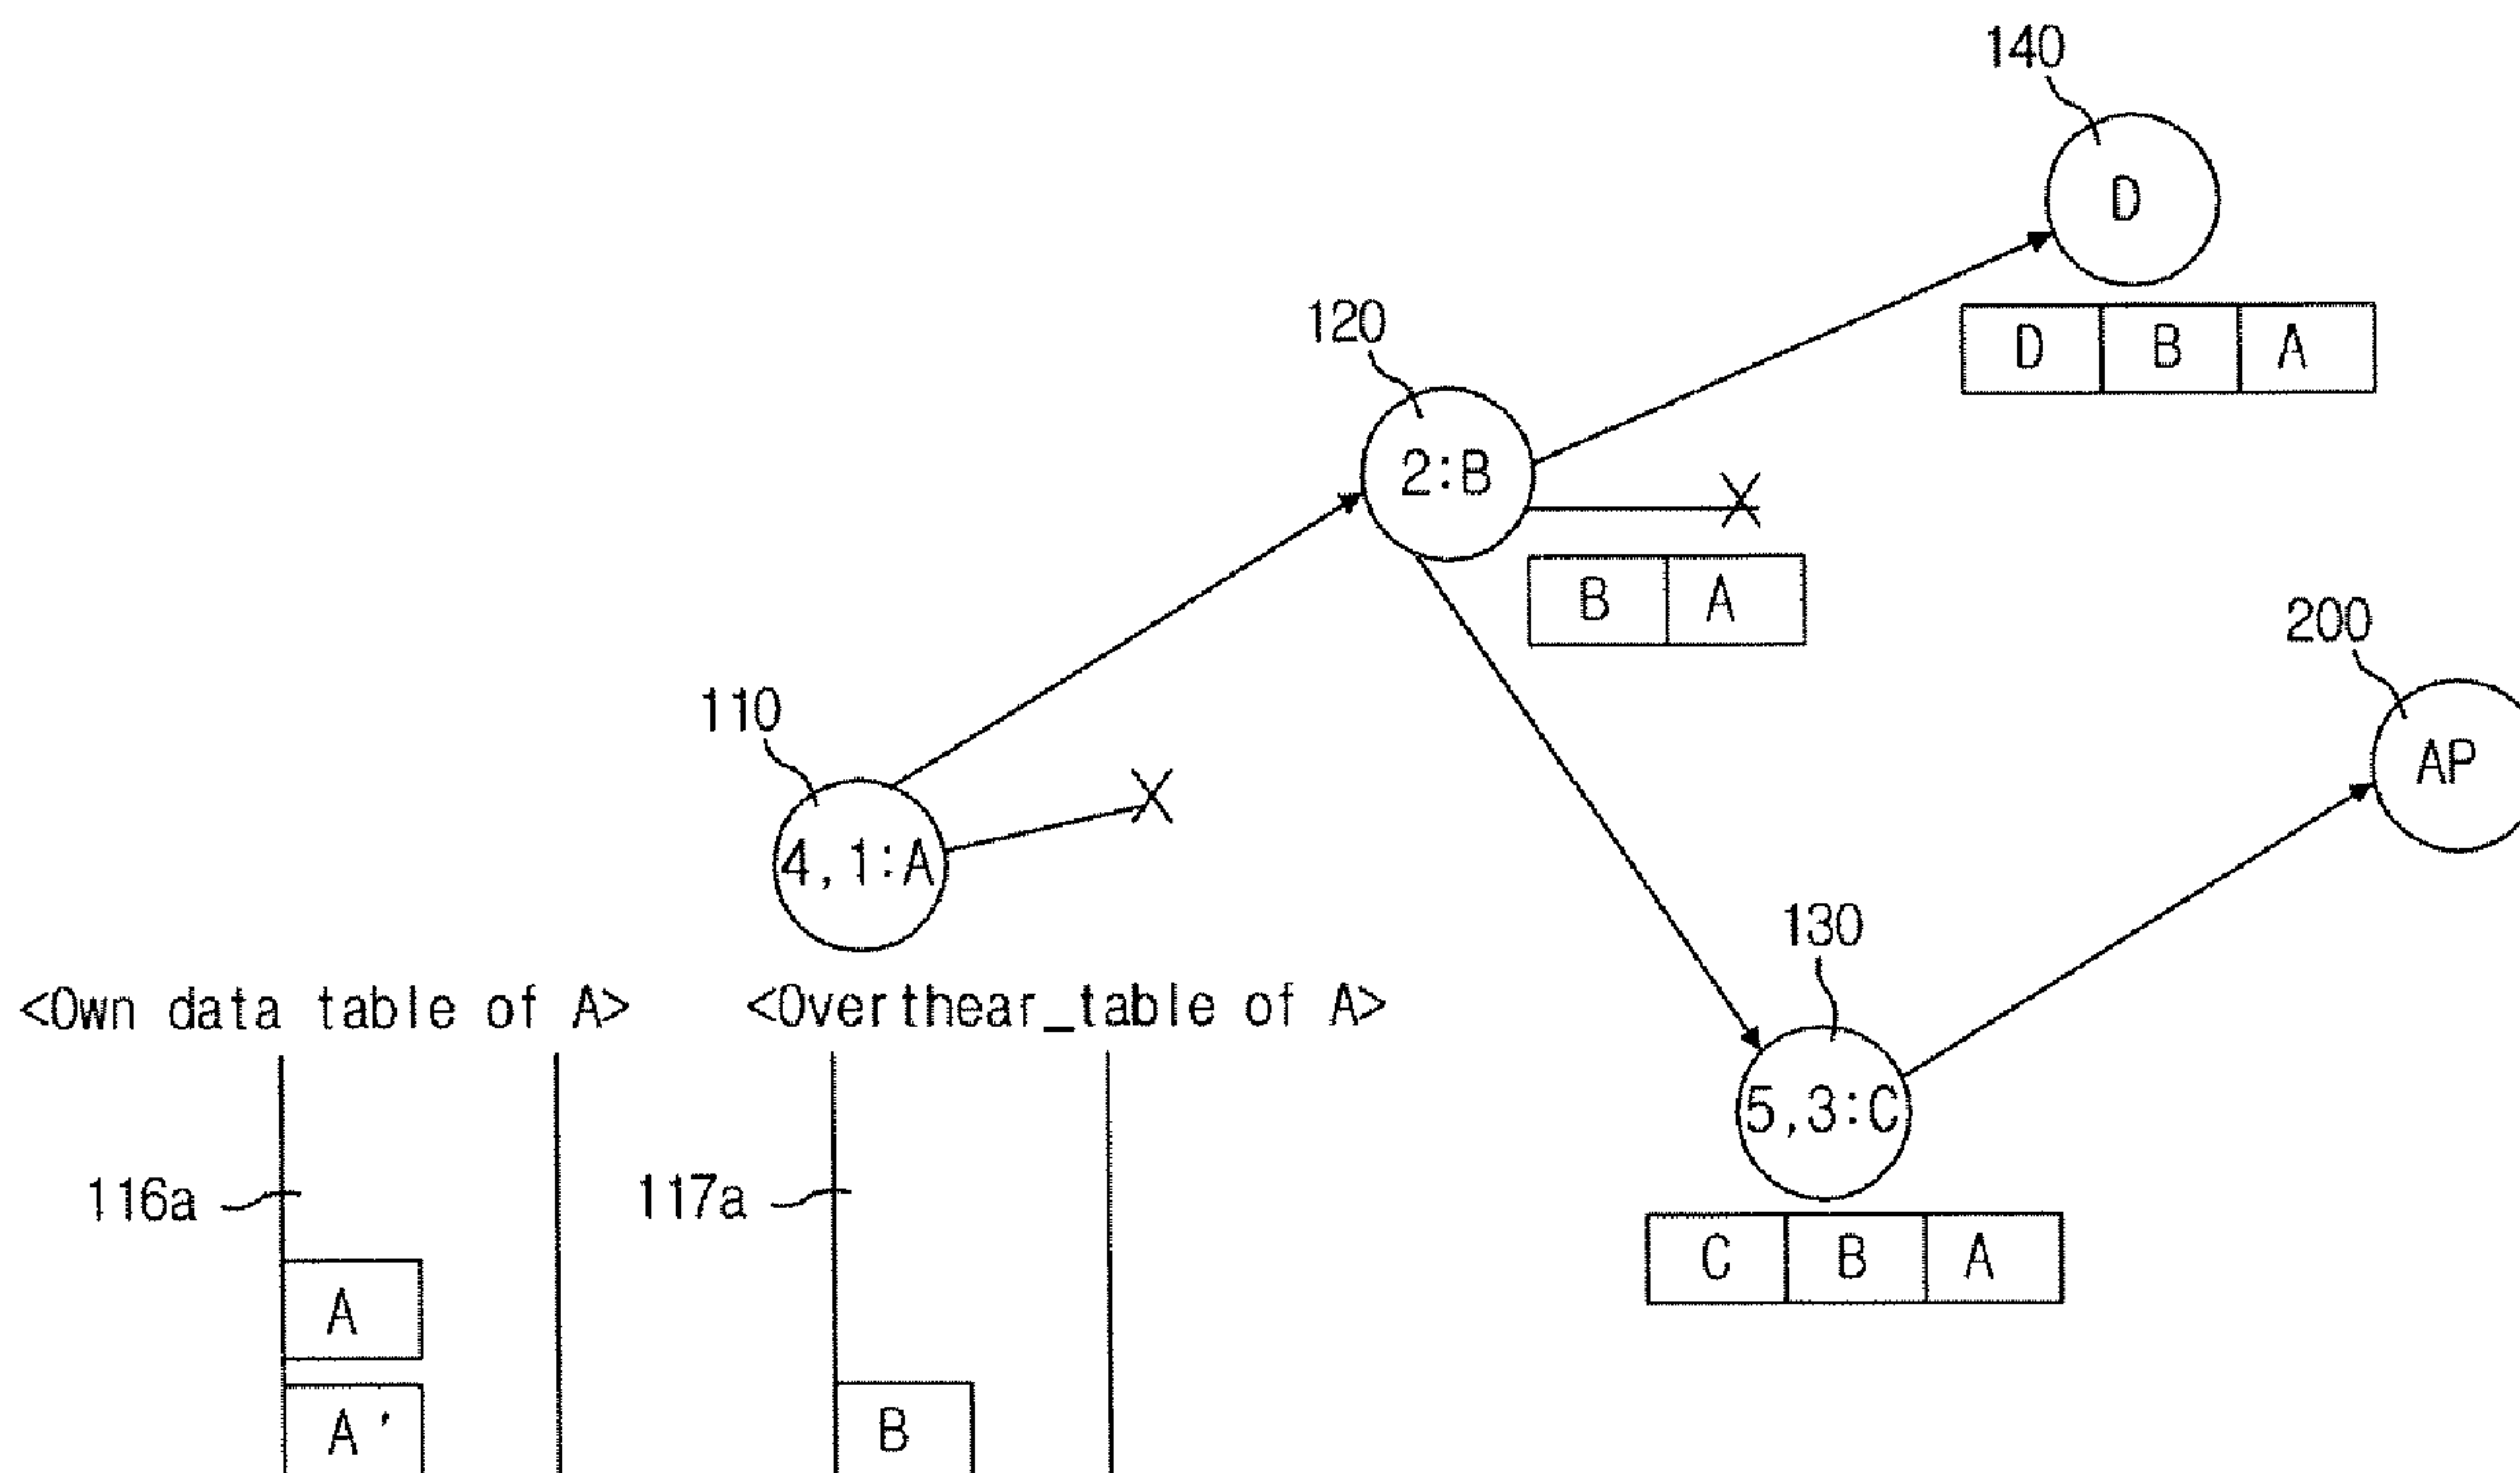 140
D
D B A
120
2:B
B A
200
AP
110
4,1:A
130
5,3:C
C B A
<Own data table of A>
<Overthear_table of A>
116a
117a
A
A'
B